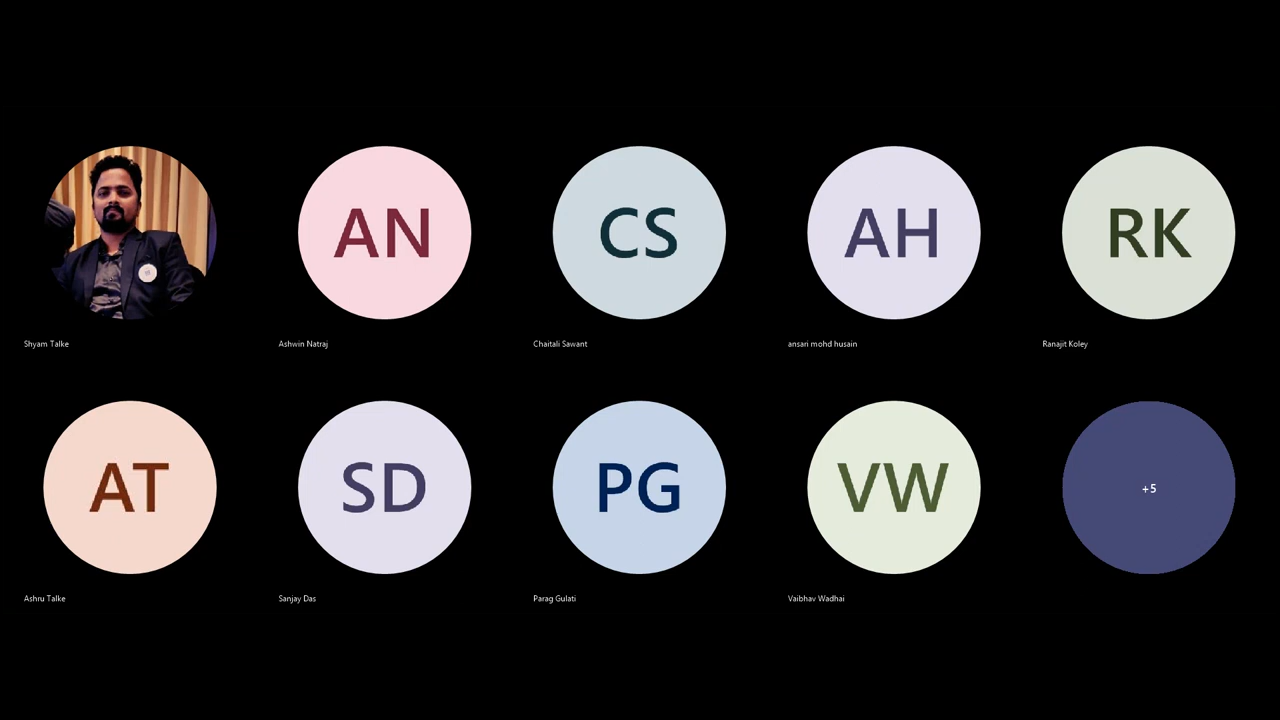 AN
CS
AH
RK
Shyam Talke
Ashwin Natraj
Chaitali Sawant
ansari mohd husain
Ranajit Koley
AT
SD
PG
VW
+5
Ashru Talke
Sanjay Das
Parag Gulati
Vaibhav Wadhai